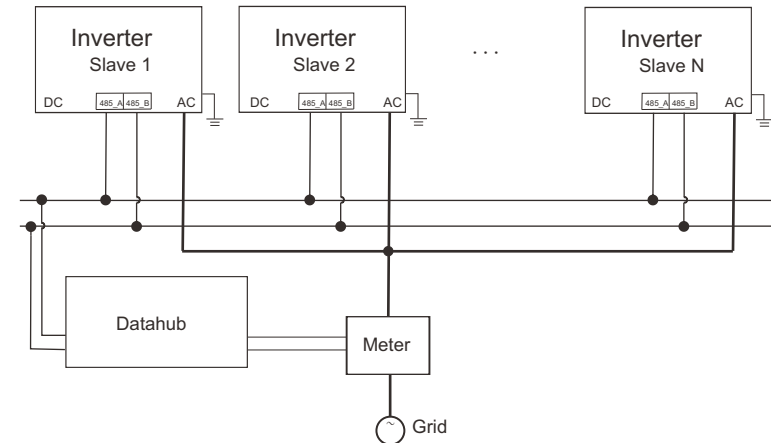 Inverter
Slave 1
DC
485_A
485_B
AC
Inverter
Slave 2
DC
485_A
485_B
AC
. . .
Inverter
Slave N
DC
485_A
485_B
AC
Datahub
Meter
~
Grid